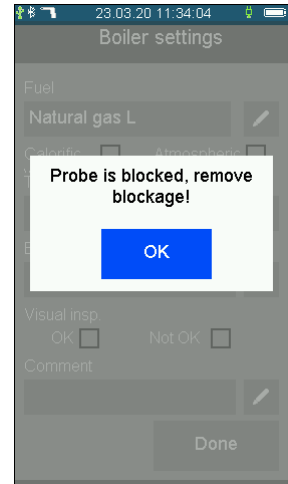 23.03.20 11:34:04
Boiler settings
Fuel
Natural gas L
Calorific
Atmospheric
Probe is blocked, remove
blockage!
OK
Visual insp.
OK
Not OK
Comment
Done